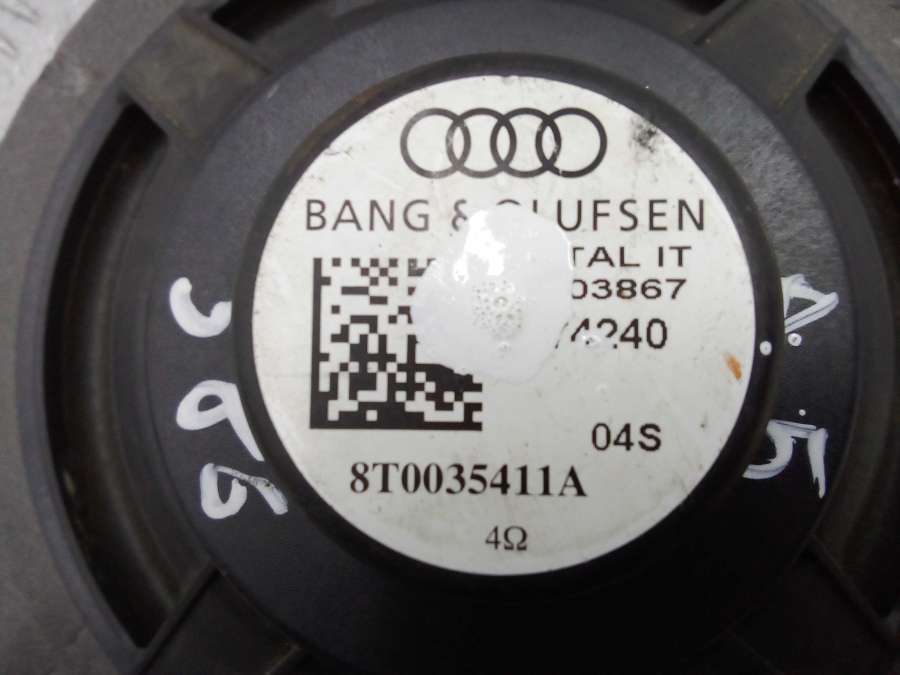 BANG & OLUFSEN
TAL IT
03867
4240
04S
8T0035411A
4Ω